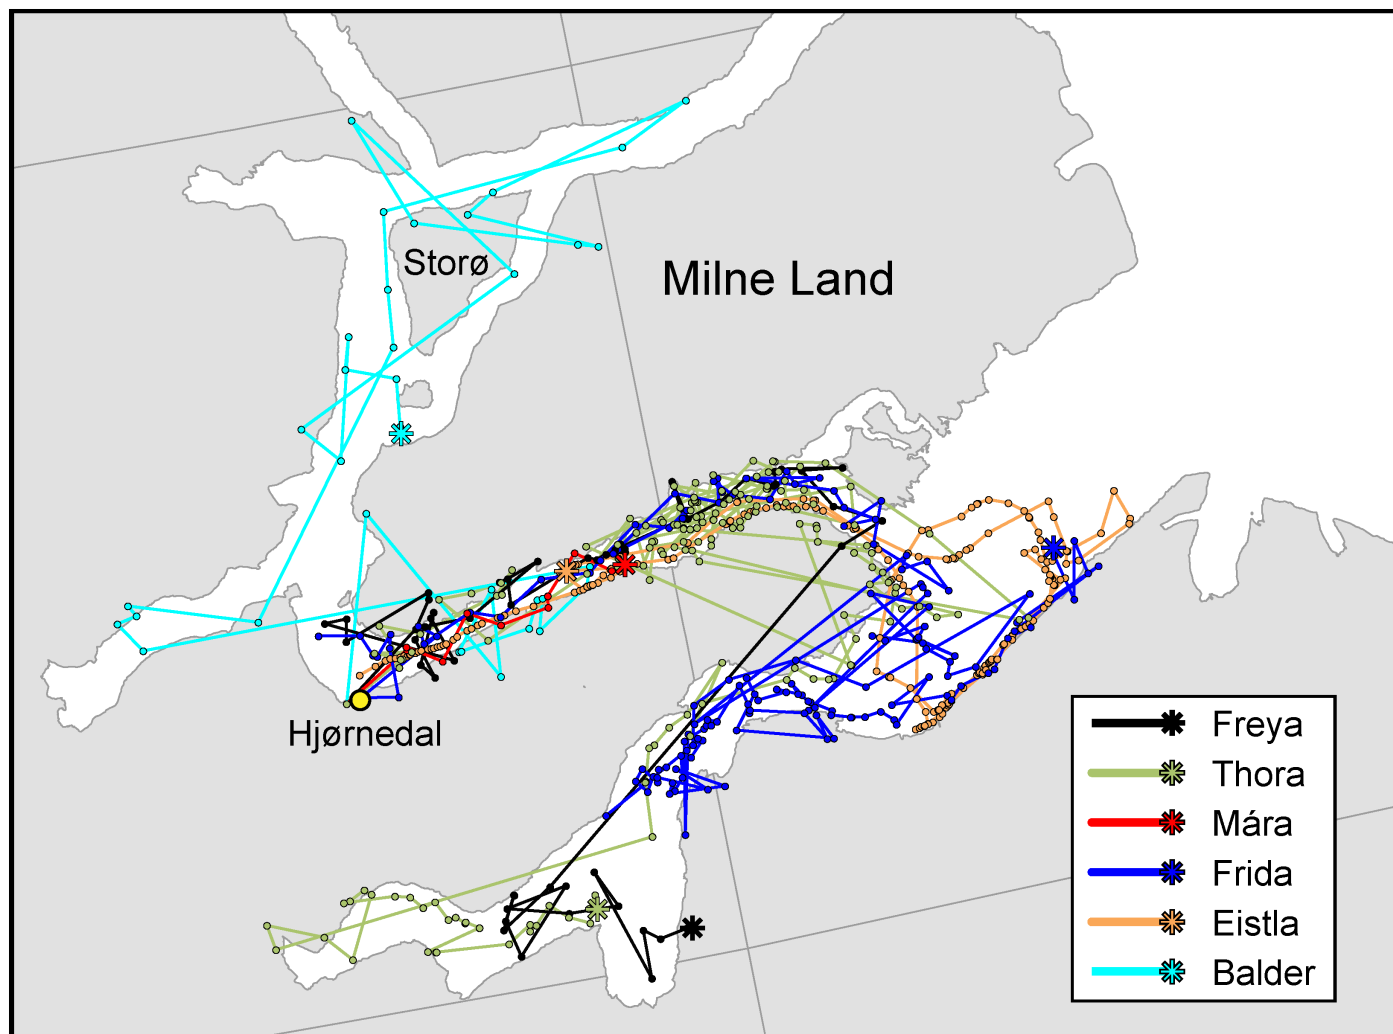 Storø
Milne Land
Hjørnedal
Freya
Thora
Mára
Frida
Eistla
Balder